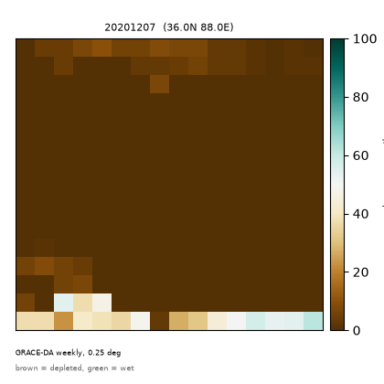 20201207 (36.0N 88.0E)
100
80
60
40
20
0
GRACE-DA weekly, 0.25 deg
brown = depleted, green = wet